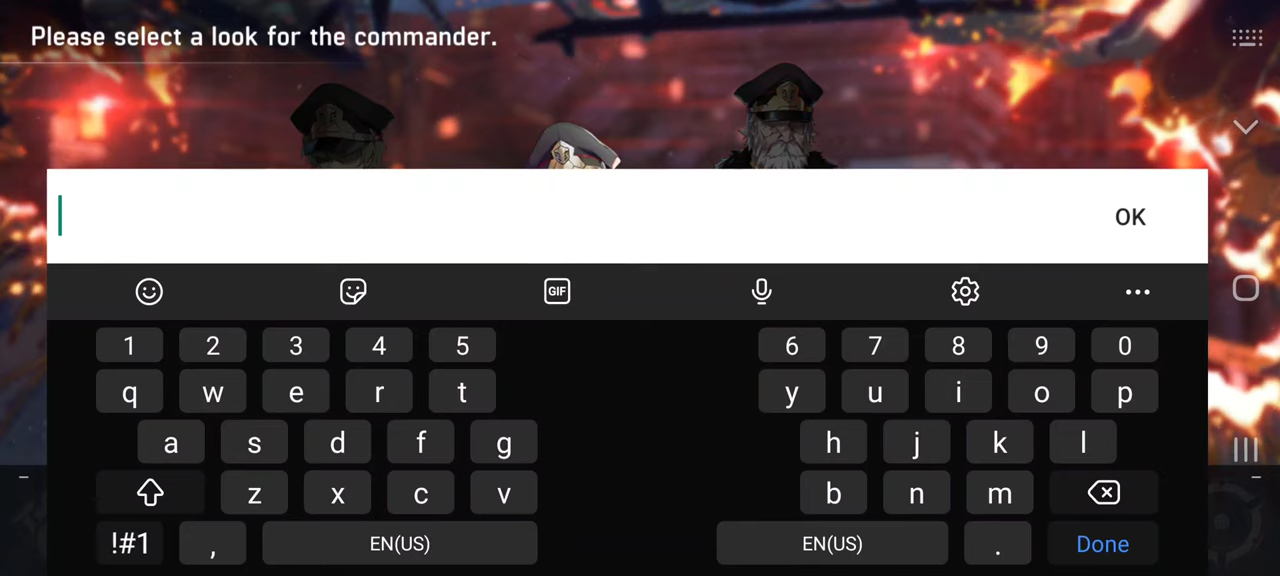 Please select a look for the commander.
OK
GIF
1 2 3 4 5 6 7 8 9 0
q w e r t y u i o p
a s d f g h j k l
z x c v b n m
!#1 , EN(US) EN(US) . Done